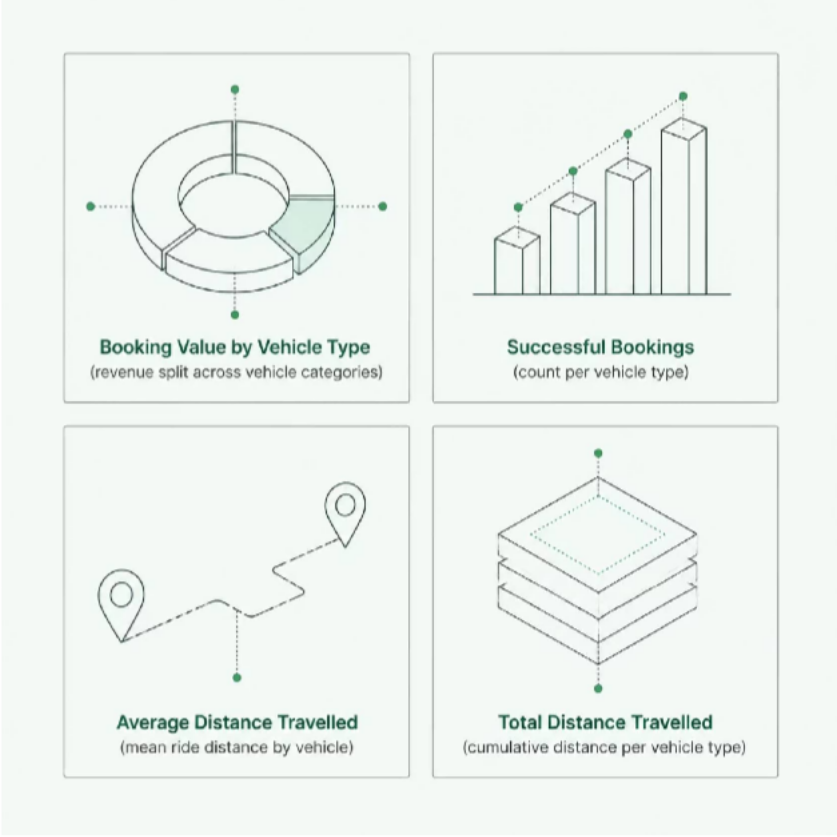 Booking Value by Vehicle Type
(revenue split across vehicle categories)
Successful Bookings
(count per vehicle type)
Average Distance Travelled
(mean ride distance by vehicle)
Total Distance Travelled
(cumulative distance per vehicle type)